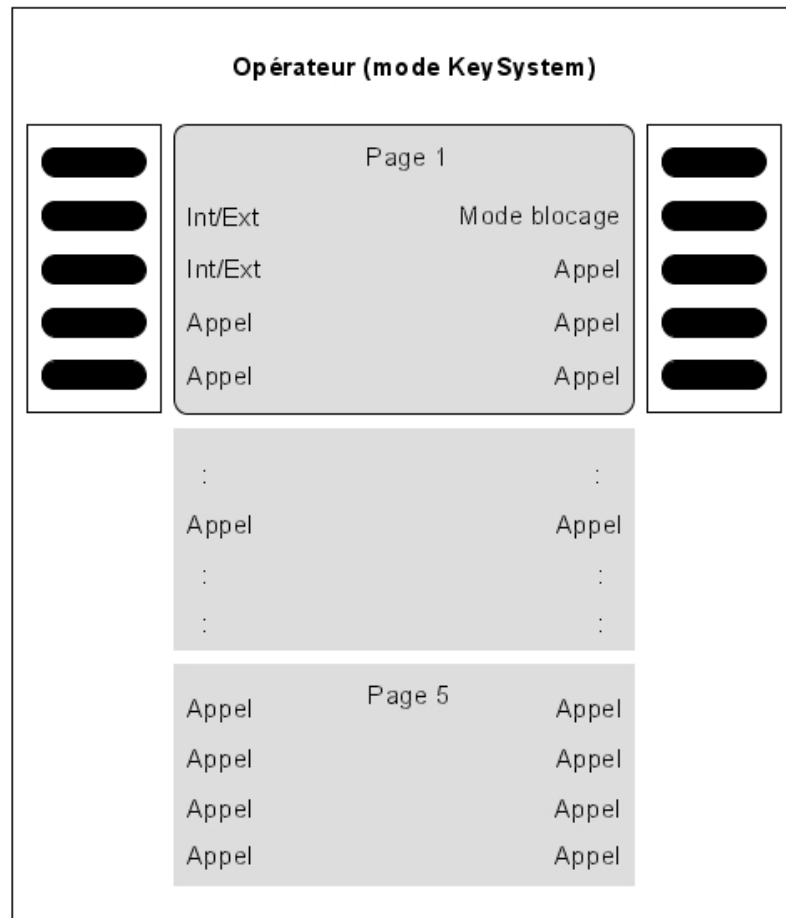 Opérateur (mode KeySystem)
Page 1
Int/Ext Mode blocage
Int/Ext Appel
Appel Appel
Appel Appel
: :
Appel Appel
: :
: :
Page 5
Appel Appel
Appel Appel
Appel Appel
Appel Appel